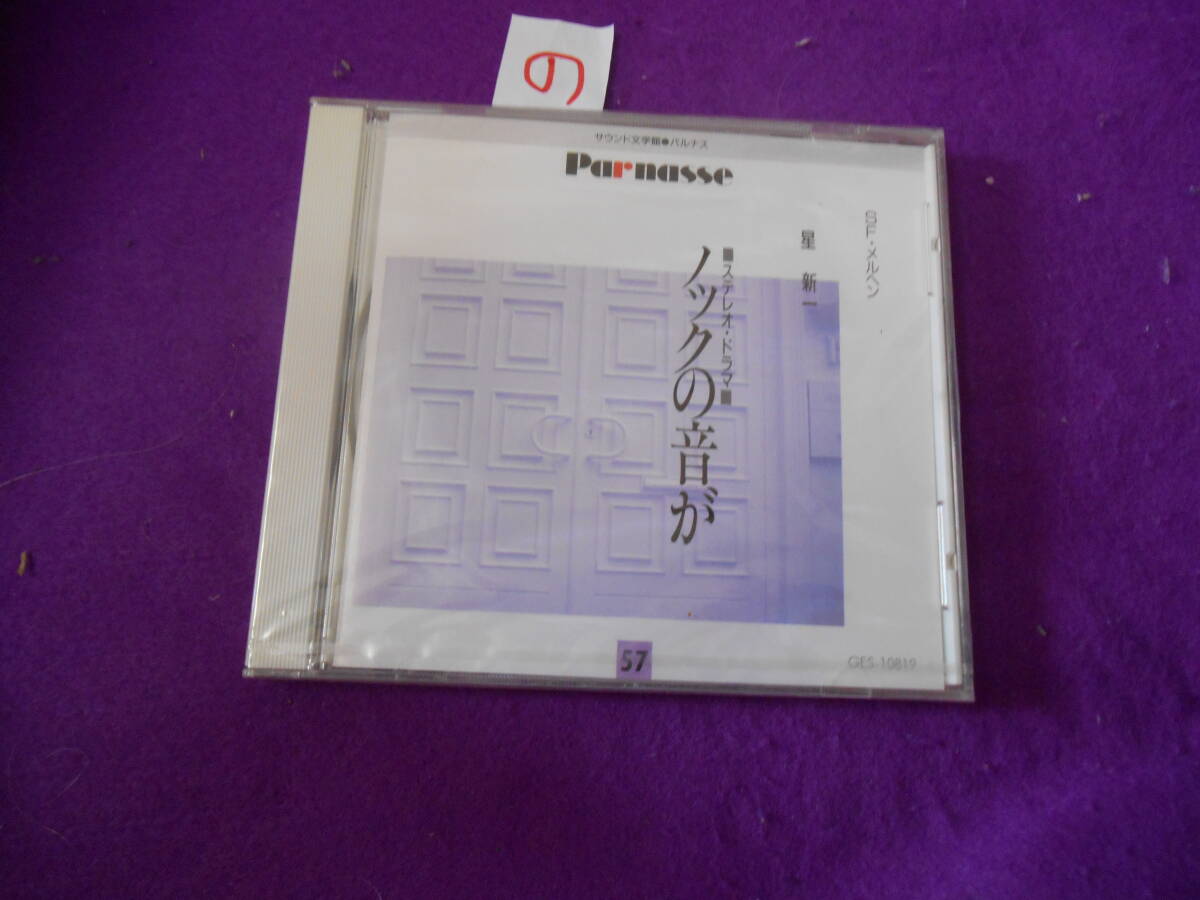 の
サウンド文学館●パルナス
Parnasse
SF・メルヘン
星 新一
■ステレオ・ドラマ■
ノックの音が
57
GES-10819